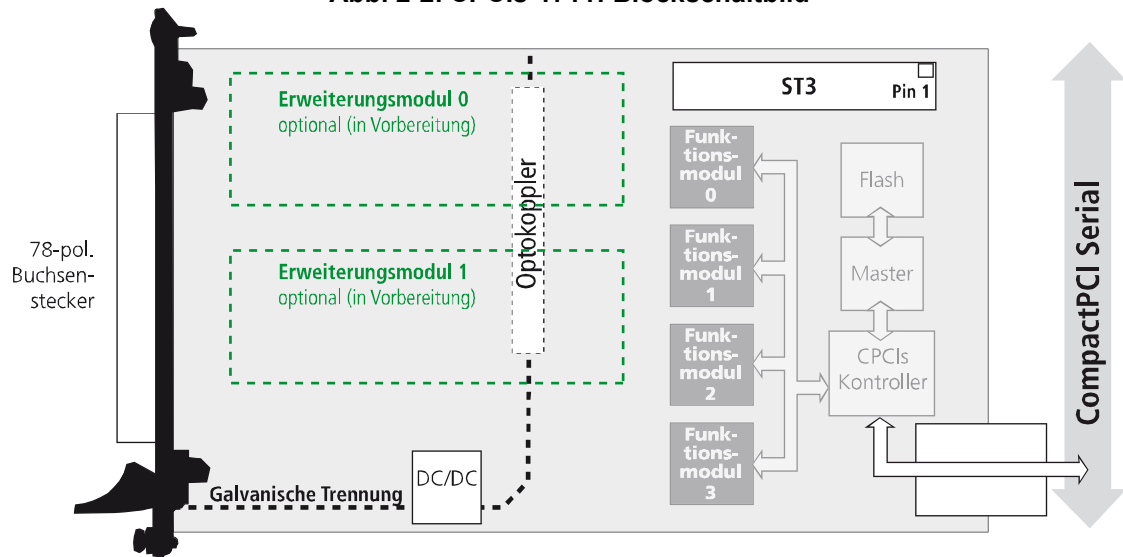 Erweiterungsmodul 0
optional (in Vorbereitung)
ST3
Pin 1
Funk-
tions-
modul
0
Flash
Optokoppler
78-pol.
Buchsen-
stecker
Erweiterungsmodul 1
optional (in Vorbereitung)
Funk-
tions-
modul
1
Master
Funk-
tions-
modul
2
CPCIs
Kontroller
Funk-
tions-
modul
3
DC/DC
Galvanische Trennung
CompactPCI Serial